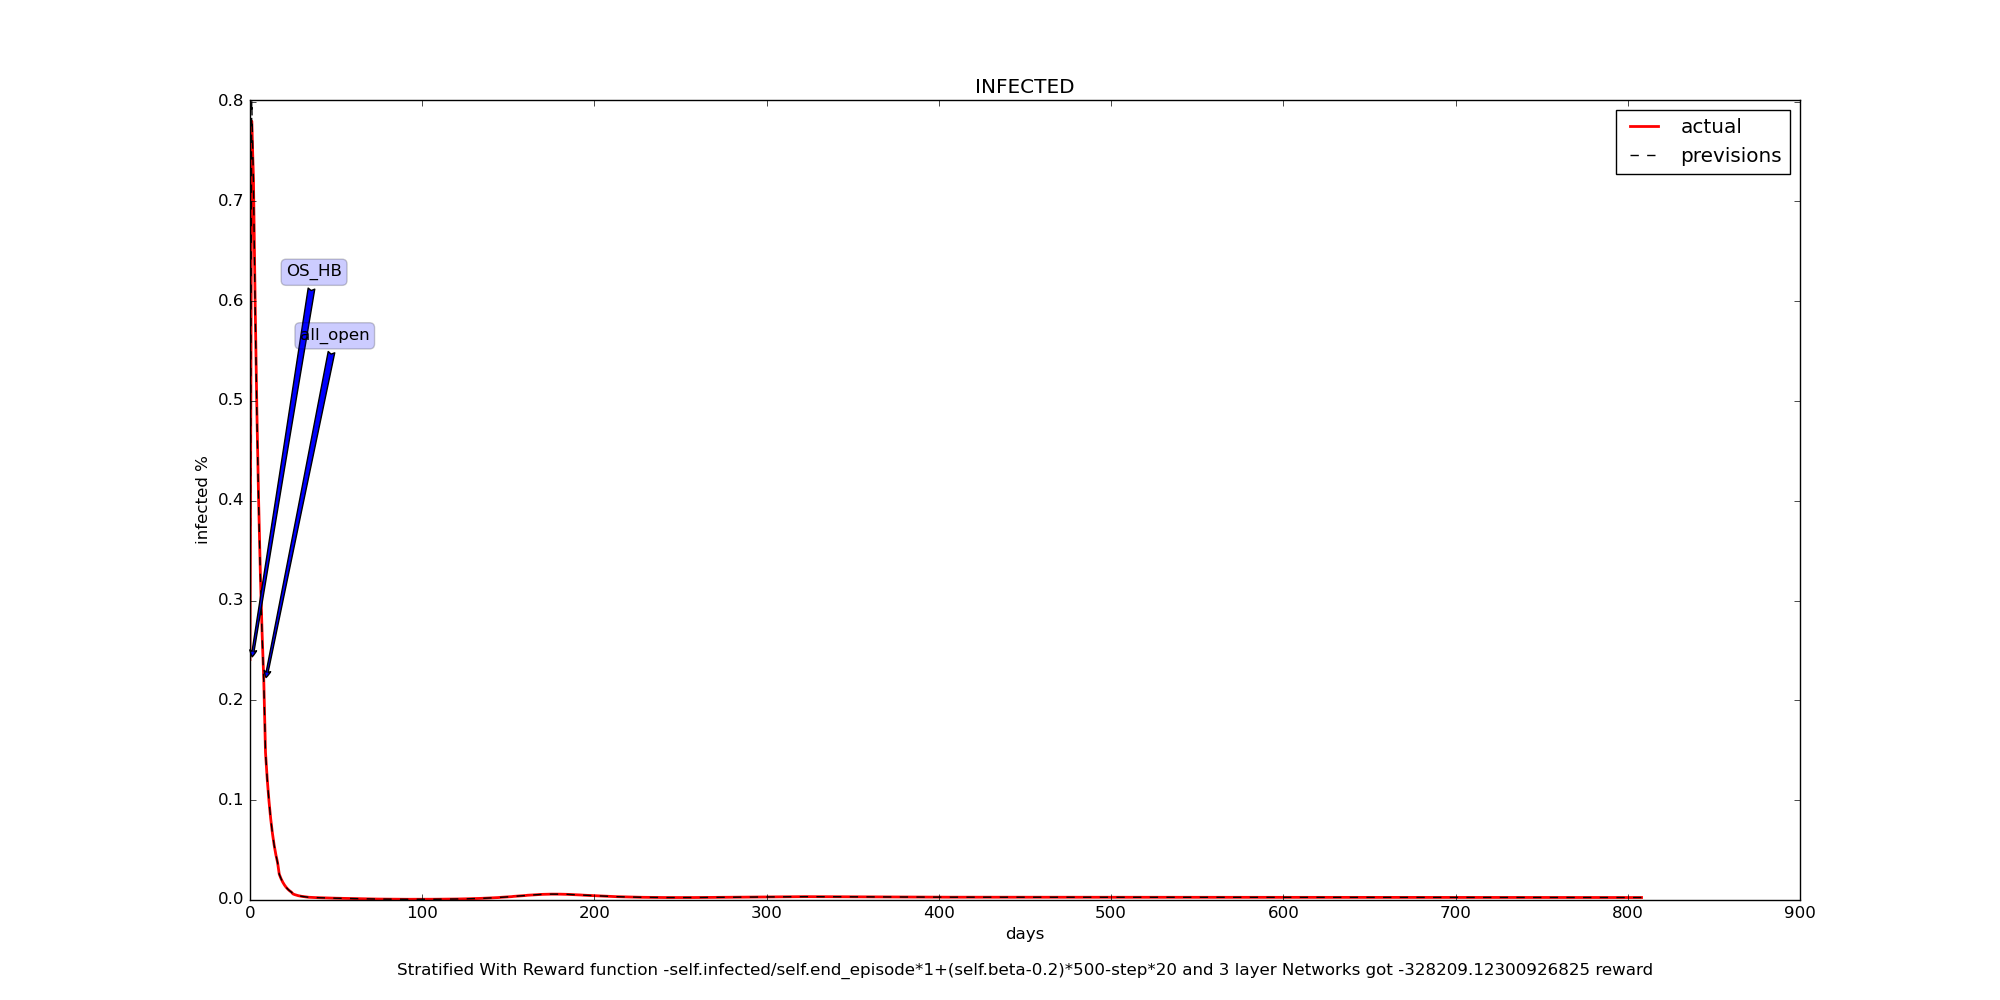 INFECTED
0.8
0.7
0.6
0.5
0.4
0.3
0.2
0.1
0.0
infected %
actual
previsions
OS_HB
all_open
0 100 200 300 400 500 600 700 800 900
days
Stratified With Reward function -self.infected/self.end_episode*1+(self.beta-0.2)*500-step*20 and 3 layer Networks got -328209.12300926825 reward